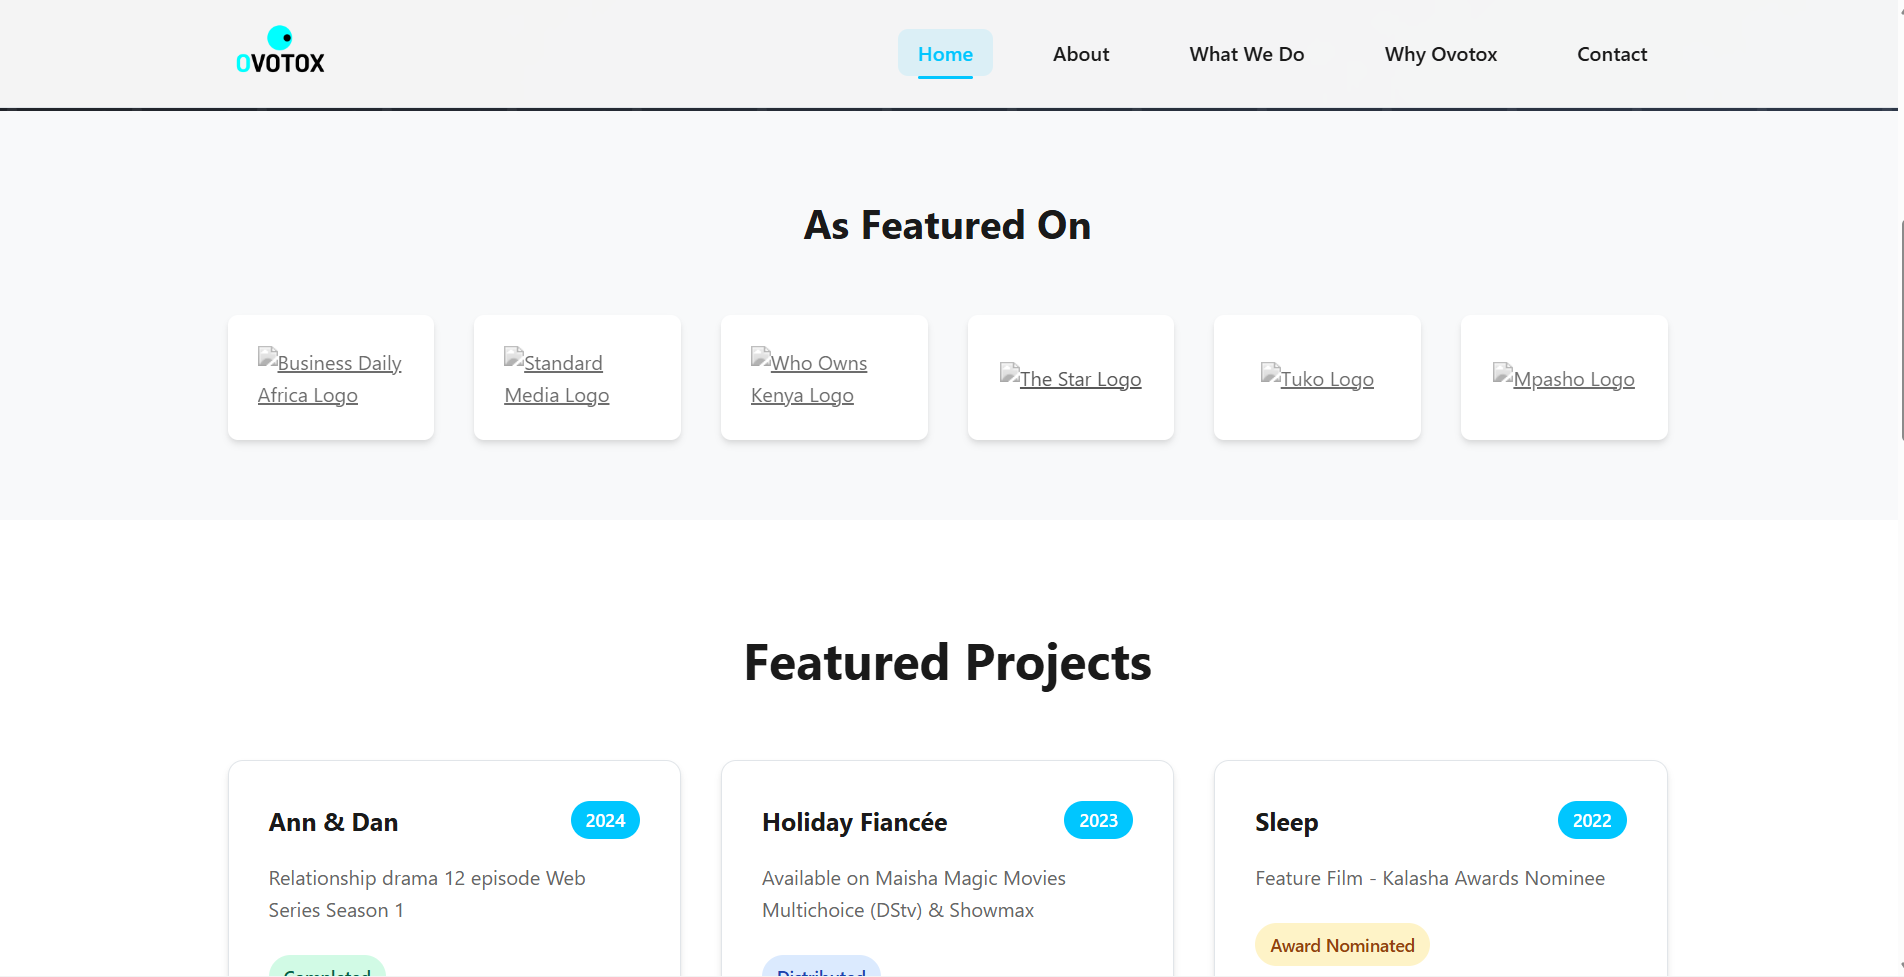 OVOTOX
Home
About
What We Do
Why Ovotox
Contact
As Featured On
Business Daily
Africa Logo
Standard
Media Logo
Who Owns
Kenya Logo
The Star Logo
Tuko Logo
Mpasho Logo
Featured Projects
Ann & Dan
2024
Relationship drama 12 episode Web
Series Season 1
Completed
Holiday Fiancée
2023
Available on Maisha Magic Movies
Multichoice (DStv) & Showmax
Distributed
Sleep
2022
Feature Film - Kalasha Awards Nominee
Award Nominated